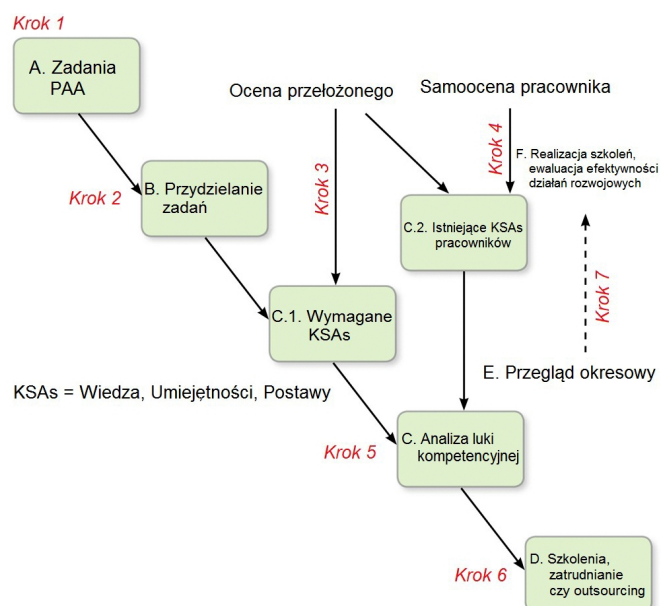 Krok 1
A. Zadania
PAA
Ocena przełożonego
Samoocena pracownika
Krok 2
B. Przydzielanie
zadań
Krok 3
Krok 4
F. Realizacja szkoleń,
ewaluacja efektywności
działań rozwojowych
C.2. Istniejące KSAs
pracowników
C.1. Wymagane
KSAs
Krok 7
E. Przegląd okresowy
KSAs = Wiedza, Umiejętności, Postawy
Krok 5
C. Analiza luki
kompetencyjnej
Krok 6
D. Szkolenia,
zatrudnianie
czy outsourcing